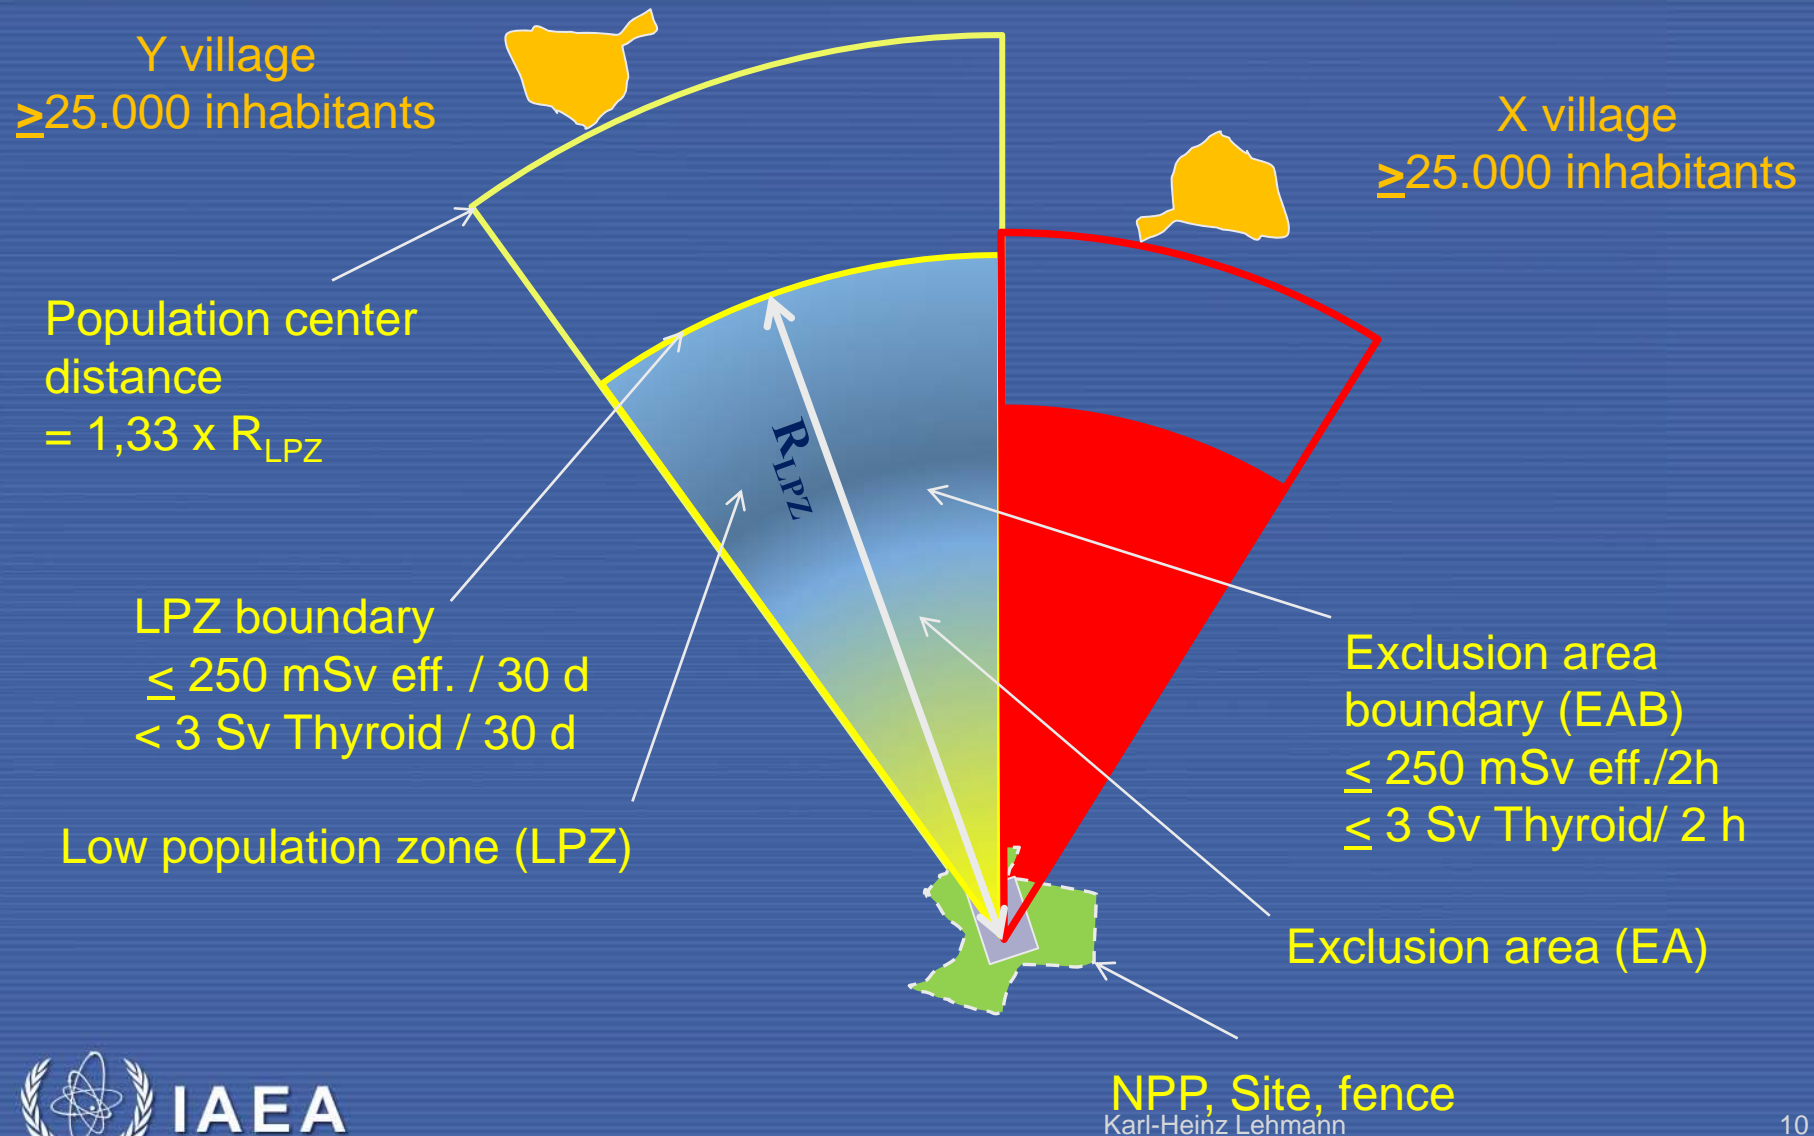 Y village
≥25.000 inhabitants
X village
≥25.000 inhabitants
Population center
distance
= 1,33 x R_LPZ
R_LPZ
LPZ boundary
≤ 250 mSv eff. / 30 d
< 3 Sv Thyroid / 30 d
Low population zone (LPZ)
Exclusion area
boundary (EAB)
≤ 250 mSv eff./2h
≤ 3 Sv Thyroid/ 2 h
Exclusion area (EA)
NPP, Site, fence
IAEA
Karl-Heinz Lehmann
10